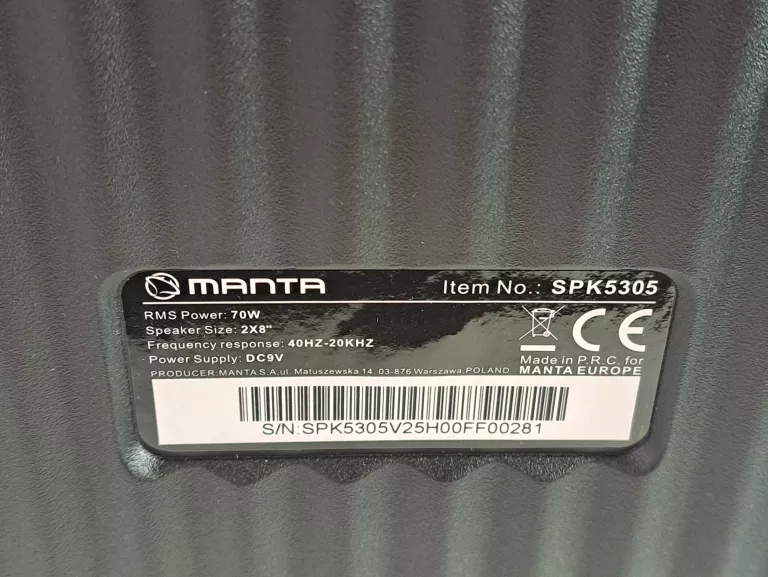 MANTA Item No.: SPK5305
RMS Power: 70W
Speaker Size: 2X8"
Frequency response: 40HZ-20KHZ
Power Supply: DC9V
PRODUCER:MANTA S.A.ul. Matuszewska 14, 03-876 Warszawa,POLAND
CE
Made in P.R.C. for
MANTA EUROPE
S/N:SPK5305V25H00FF00281